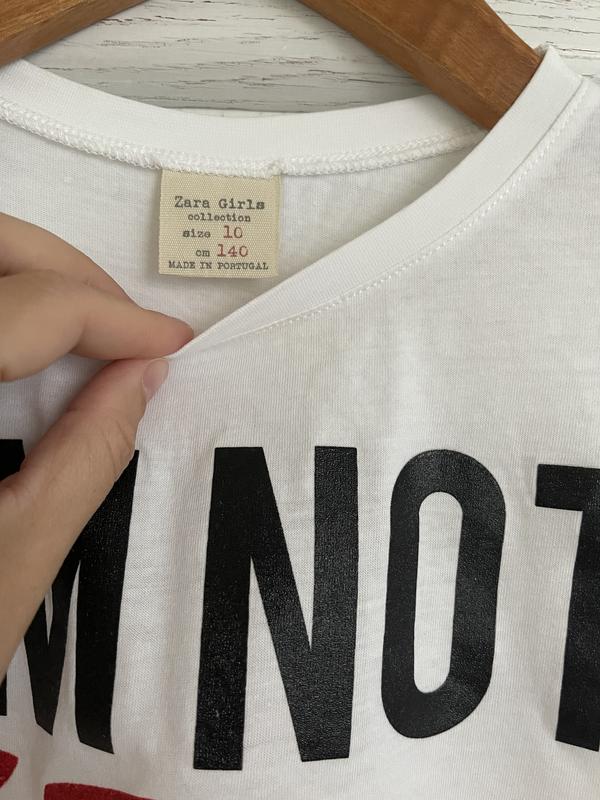 Zara Girls
collection
size 10
cm 140
MADE IN PORTUGAL
M NOT